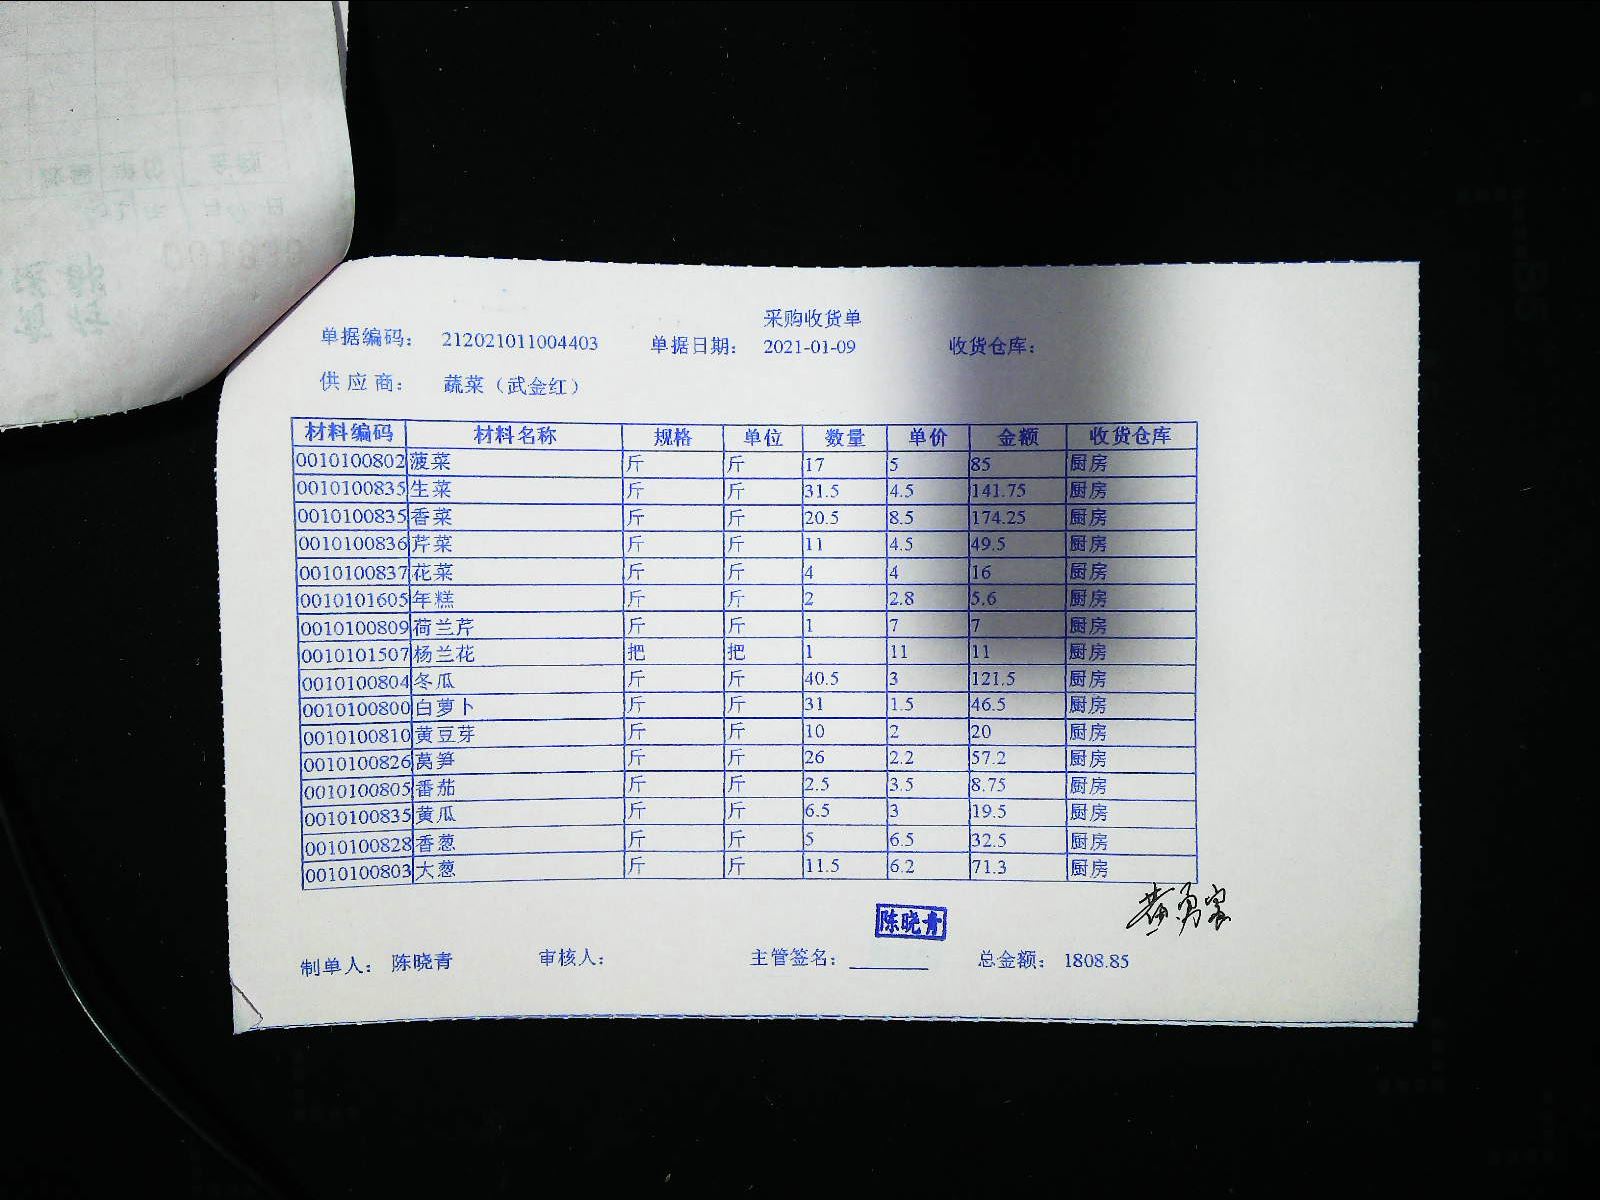 采购收货单
单据编码： 212021011004403 单据日期： 2021-01-09 收货仓库：
供 应 商： 蔬菜（武金红）
材料编码 材料名称 规格 单位 数量 单价 金额 收货仓库
0010100802 菠菜 斤 斤 17 5 85 厨房
0010100835 生菜 斤 斤 31.5 4.5 141.75 厨房
0010100835 香菜 斤 斤 20.5 8.5 174.25 厨房
0010100836 芹菜 斤 斤 11 4.5 49.5 厨房
0010100837 花菜 斤 斤 4 4 16 厨房
0010101605 年糕 斤 斤 2 2.8 5.6 厨房
0010100809 荷兰芹 斤 斤 1 7 7 厨房
0010101507 杨兰花 把 把 1 11 11 厨房
0010100804 冬瓜 斤 斤 40.5 3 121.5 厨房
0010100800 白萝卜 斤 斤 31 1.5 46.5 厨房
0010100810 黄豆芽 斤 斤 10 2 20 厨房
0010100826 莴笋 斤 斤 26 2.2 57.2 厨房
0010100805 番茄 斤 斤 2.5 3.5 8.75 厨房
0010100835 黄瓜 斤 斤 6.5 3 19.5 厨房
0010100828 香葱 斤 斤 5 6.5 32.5 厨房
0010100803 大葱 斤 斤 11.5 6.2 71.3 厨房
陈晓青
制单人： 陈晓青 审核人： 主管签名： 总金额： 1808.85